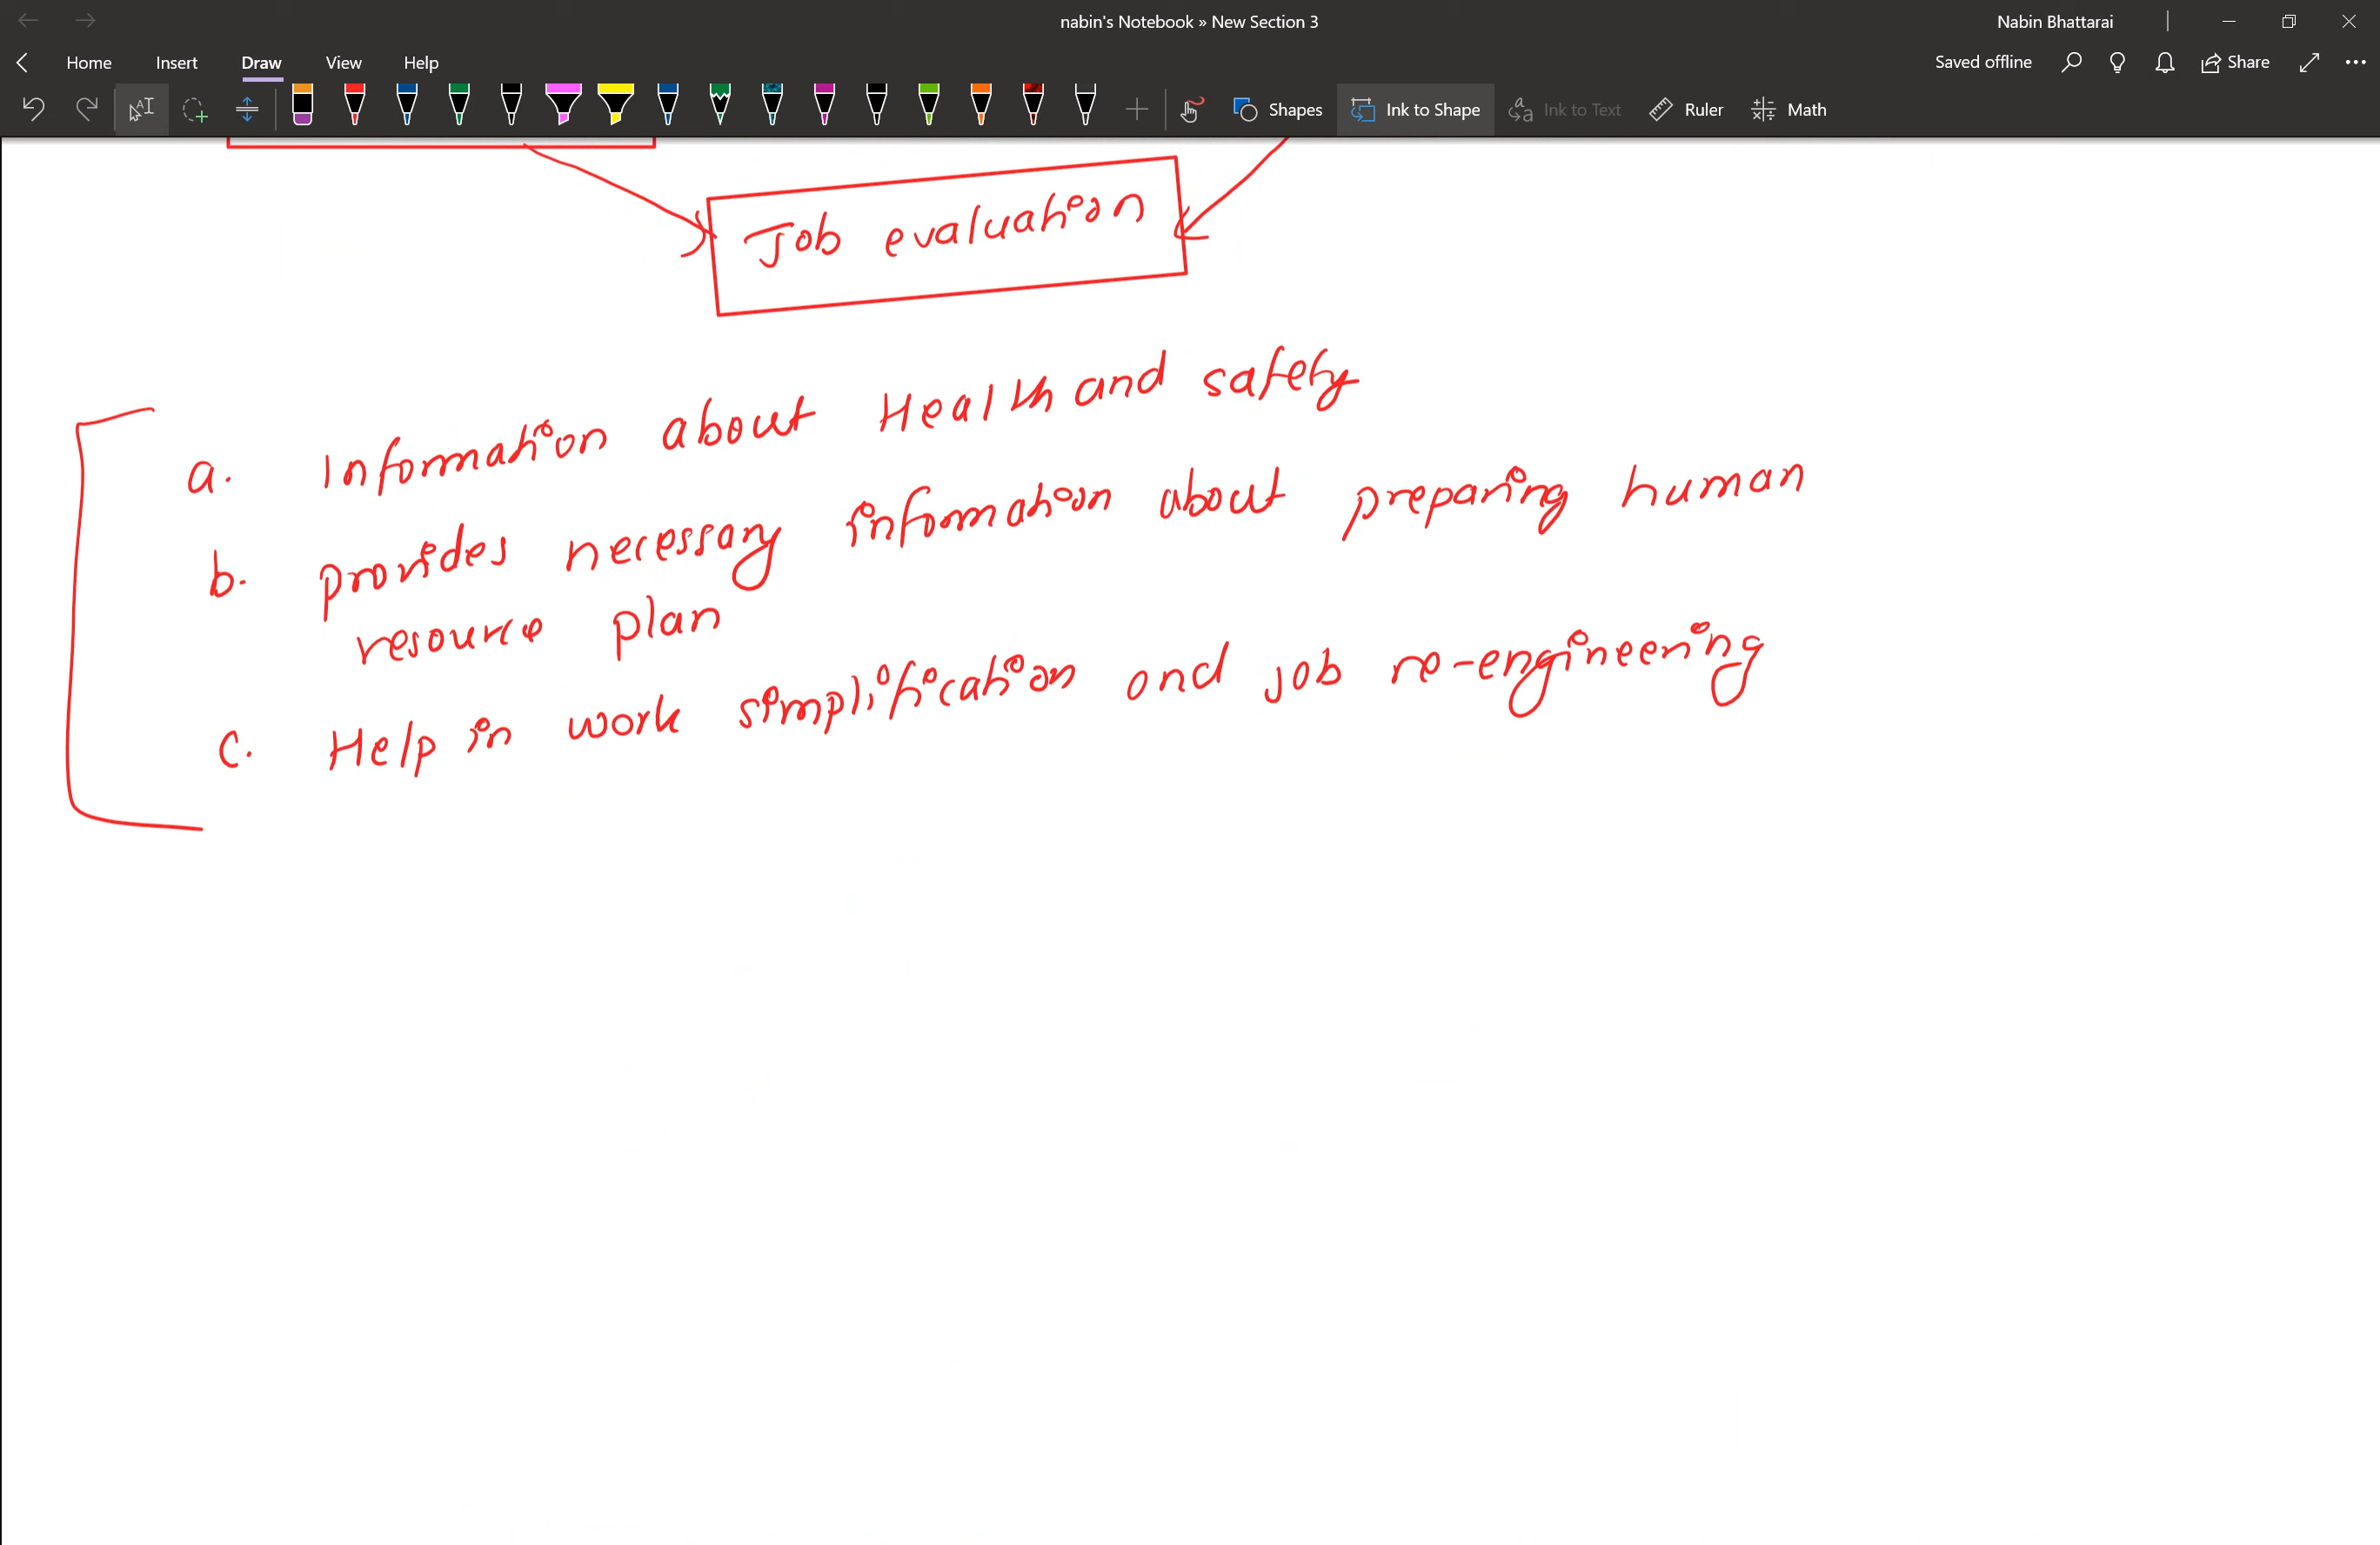 nabin's Notebook » New Section 3
Nabin Bhattarai
Home Insert Draw View Help
Saved offline
Share
Shapes
Ink to Shape
Ink to Text
Ruler
Math
Job evaluation
a. Information about Health and safety
b. provides necessary information about preparing human
resource plan
c. Help in work simplification and job re-engineering